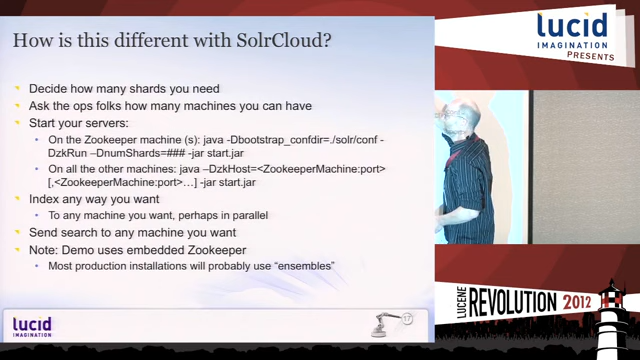 How is this different with SolrCloud?
Decide how many shards you need
Ask the ops folks how many machines you can have
Start your servers:
On the Zookeeper machine (s): java -Dbootstrap_confdir=./solr/conf -
DzkRun –DnumShards=### -jar start.jar
On all the other machines: java –DzkHost=<ZookeeperMachine:port>
[,<ZookeeperMachine:port>…] -jar start.jar
Index any way you want
To any machine you want, perhaps in parallel
Send search to any machine you want
Note: Demo uses embedded Zookeeper
Most production installations will probably use “ensembles”
lucid
IMAGINATION
17
lucid
IMAGINATION
PRESENTS
LUCENE
REVOLUTION 2012